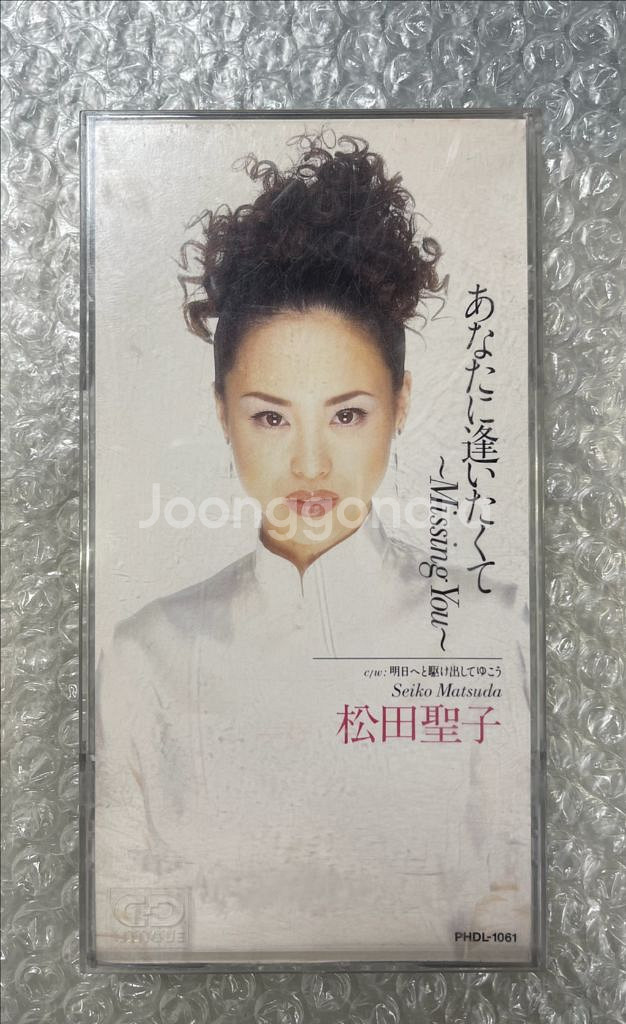 あなたに逢いたくて
~Missing You~
c/w: 明日へと駆け出してゆこう
Seiko Matsuda
松田聖子
PHDL-1061